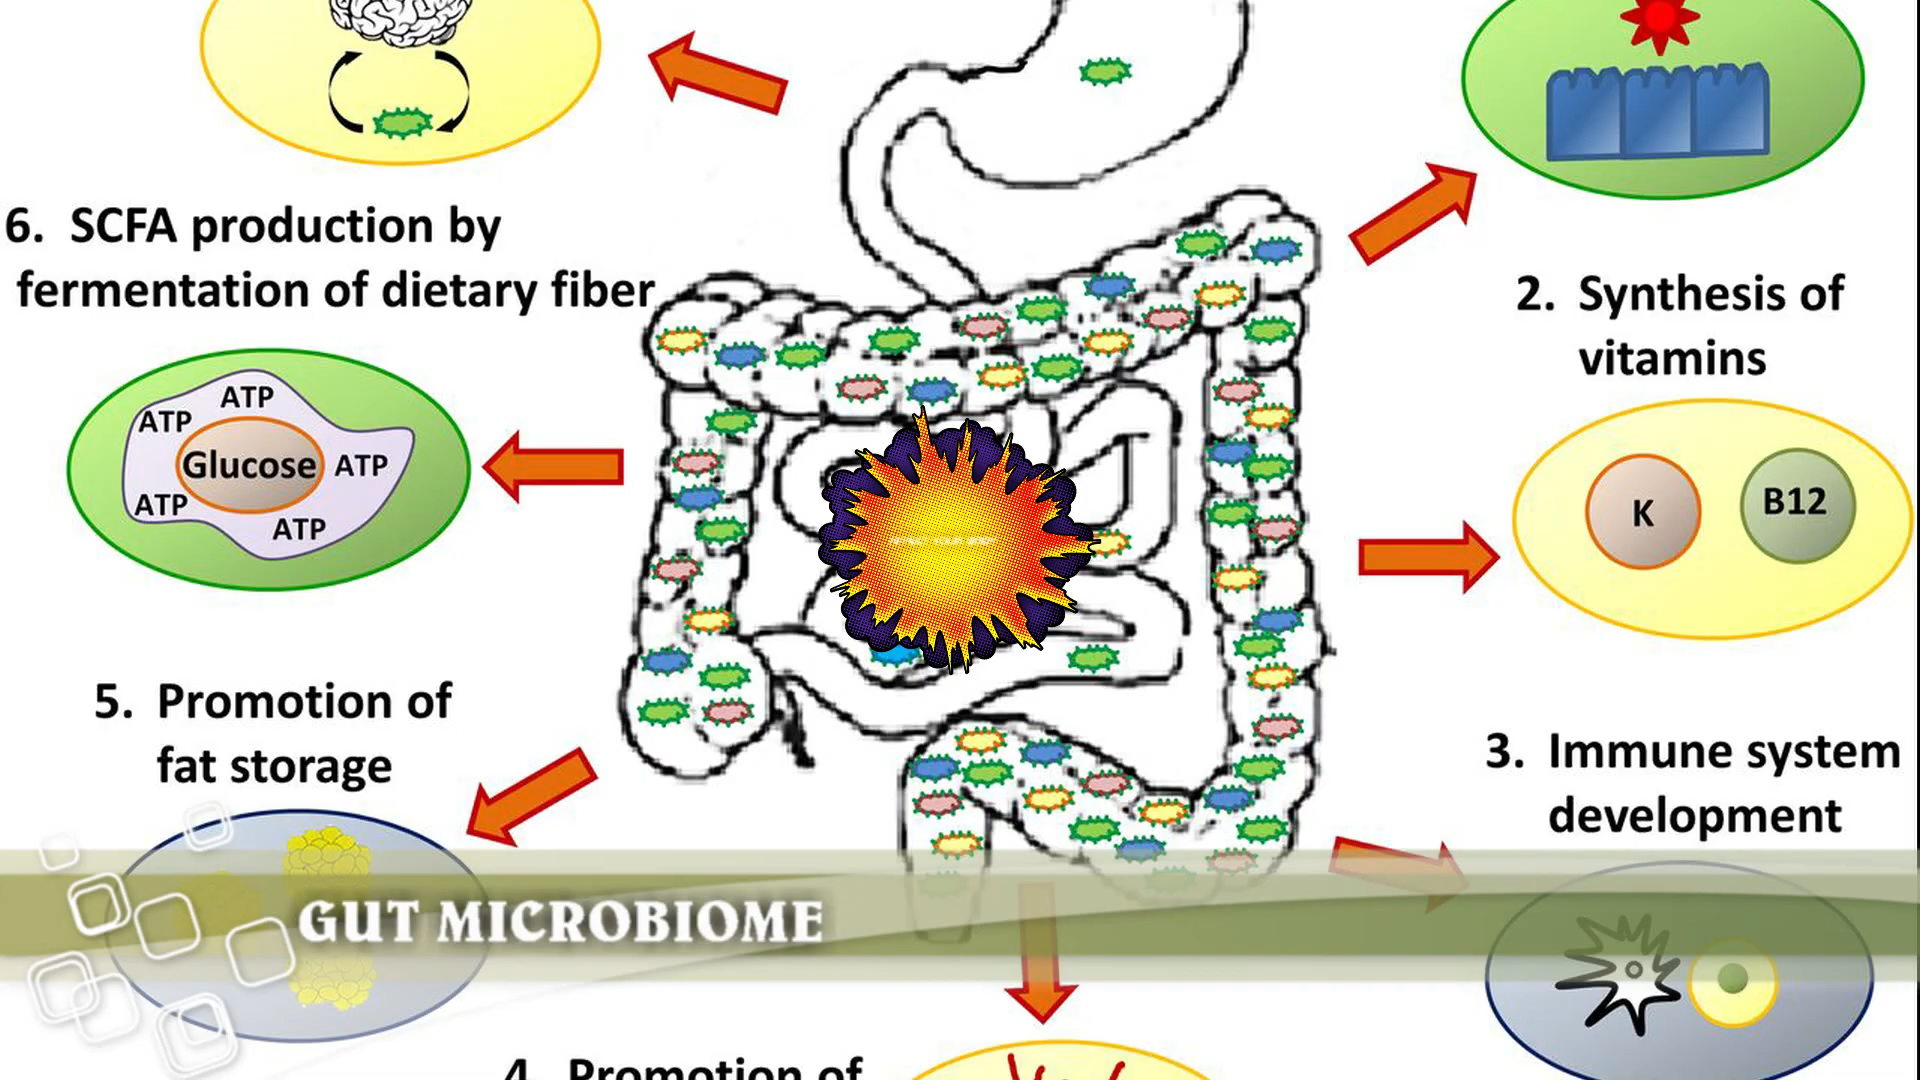 6. SCFA production by
fermentation of dietary fiber
ATP
ATP
Glucose
ATP
ATP
ATP
2. Synthesis of
vitamins
K
B12
5. Promotion of
fat storage
3. Immune system
development
GUT MICROBIOME
4. Promotion of